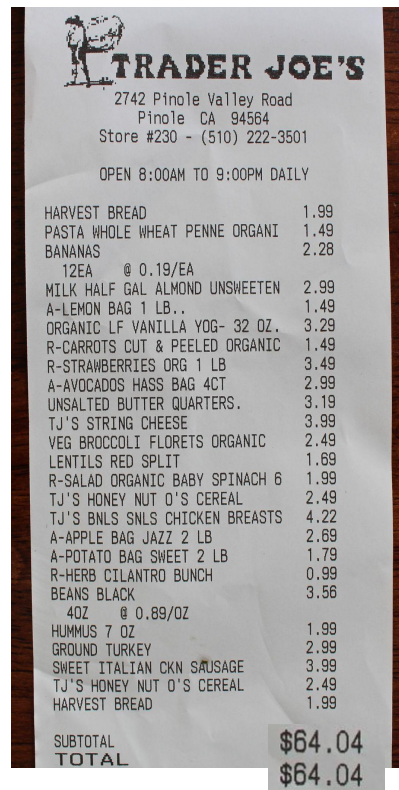 TRADER JOE'S
2742 Pinole Valley Road
Pinole CA 94564
Store #230 - (510) 222-3501
OPEN 8:00AM TO 9:00PM DAILY
HARVEST BREAD 1.99
PASTA WHOLE WHEAT PENNE ORGANI 1.49
BANANAS 2.28
12EA @ 0.19/EA
MILK HALF GAL ALMOND UNSWEETEN 2.99
A-LEMON BAG 1 LB.. 1.49
ORGANIC LF VANILLA YOG- 32 OZ. 3.29
R-CARROTS CUT & PEELED ORGANIC 1.49
R-STRAWBERRIES ORG 1 LB 3.49
A-AVOCADOS HASS BAG 4CT 2.99
UNSALTED BUTTER QUARTERS. 3.19
TJ'S STRING CHEESE 3.99
VEG BROCCOLI FLORETS ORGANIC 2.49
LENTILS RED SPLIT 1.69
R-SALAD ORGANIC BABY SPINACH 6 1.99
TJ'S HONEY NUT O'S CEREAL 2.49
TJ'S BNLS SNLS CHICKEN BREASTS 4.22
A-APPLE BAG JAZZ 2 LB 2.69
A-POTATO BAG SWEET 2 LB 1.79
R-HERB CILANTRO BUNCH 0.99
BEANS BLACK 3.56
4OZ @ 0.89/OZ
HUMMUS 7 OZ 1.99
GROUND TURKEY 2.99
SWEET ITALIAN CKN SAUSAGE 3.99
TJ'S HONEY NUT O'S CEREAL 2.49
HARVEST BREAD 1.99
SUBTOTAL $64.04
TOTAL $64.04